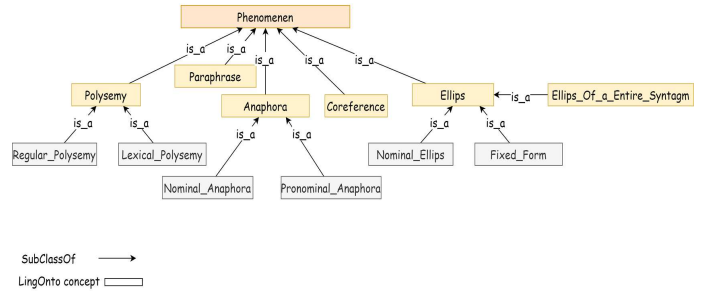 Phenomenen
is_a is_a is_a is_a is_a
Paraphrase
Polysemy Anaphora Coreference Ellips is_a Ellips_Of_a_Entire_Syntagm
is_a is_a is_a is_a is_a is_a
Regular_Polysemy Lexical_Polysemy Nominal_Ellips Fixed_Form
Nominal_Anaphora Pronominal_Anaphora
SubClassOf
LingOnto concept